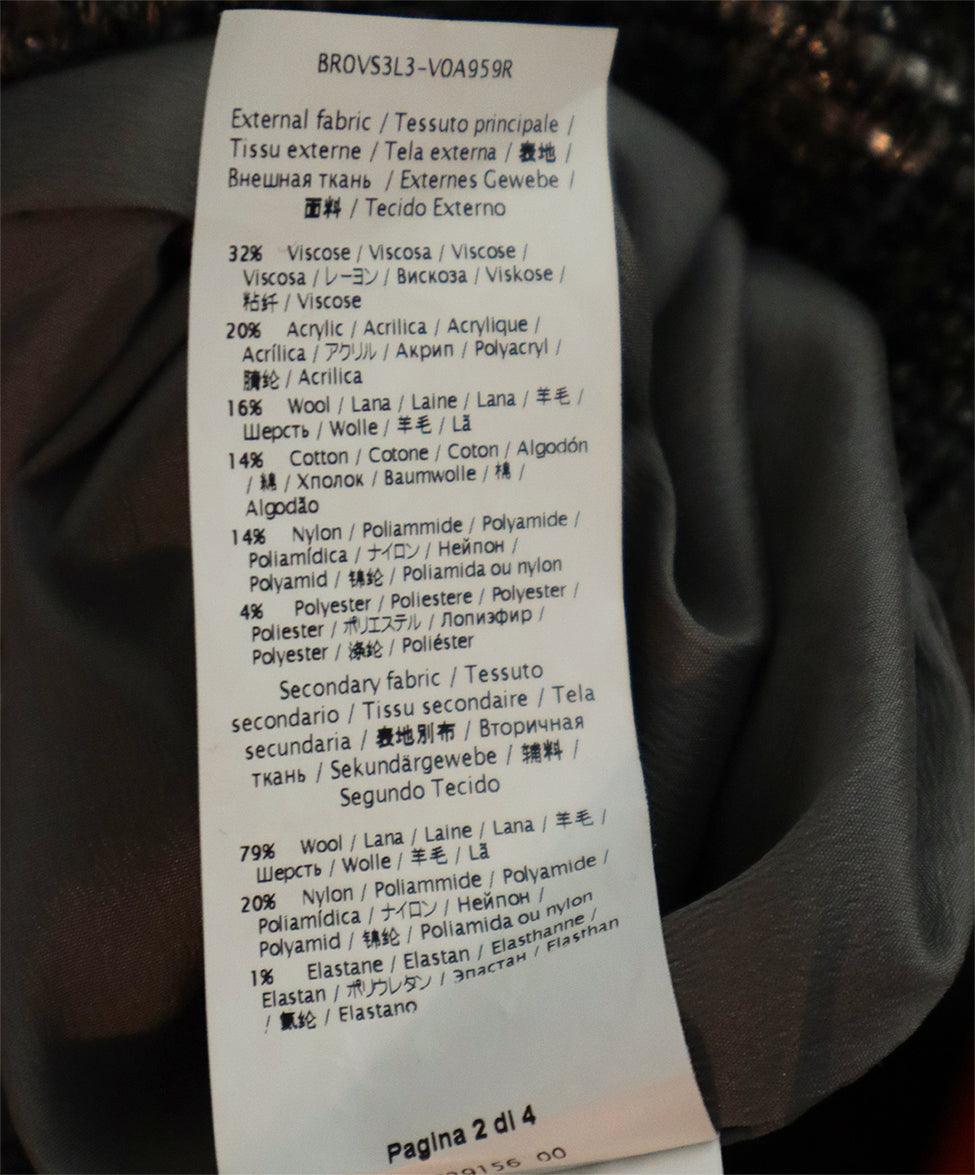 BROVS3L3-VOA959R
External fabric / Tessuto principale /
Tissu externe / Tela externa / 表地 /
Внешная ткань / Externes Gewebe /
面料 / Tecido Externo
32% Viscose / Viscosa / Viscose /
Viscosa / レーヨン / Вискоза / Viskose /
粘纤 / Viscose
20% Acrylic / Acrilica / Acrylique /
Acrílica / アクリル / Акрип / Polyacryl /
腈纶 / Acrilica
16% Wool / Lana / Laine / Lana / 羊毛 /
Шерсть / Wolle / 羊毛 / Lã
14% Cotton / Cotone / Coton / Algodón
/ 綿 / Хполок / Baumwolle / 棉 /
Algodão
14% Nylon / Poliammide / Polyamide /
Poliamídica / ナイロン / Нейпон /
Polyamid / 锦纶 / Poliamida ou nylon
4% Polyester / Poliestere / Polyester /
Poliester / ポリエステル / Лопиэфир /
Polyester / 涤纶 / Poliéster
Secondary fabric / Tessuto
secondario / Tissu secondaire / Tela
secundaria / 表地別布 / Вторичная
ткань / Sekundärgewebe / 辅料 /
Segundo Tecido
79% Wool / Lana / Laine / Lana / 羊毛 /
Шерсть / Wolle / 羊毛 / Lã
20% Nylon / Poliammide / Polyamide /
Poliamídica / ナイロン / Нейпон /
Polyamid / 锦纶 / Poliamida ou nylon
1% Elastane / Elastan / Elasthanne /
Elastan / ポリウレタン / Эпастан / Elasthan
/ 氨纶 / Elastano
Pagina 2 di 4
9156 00